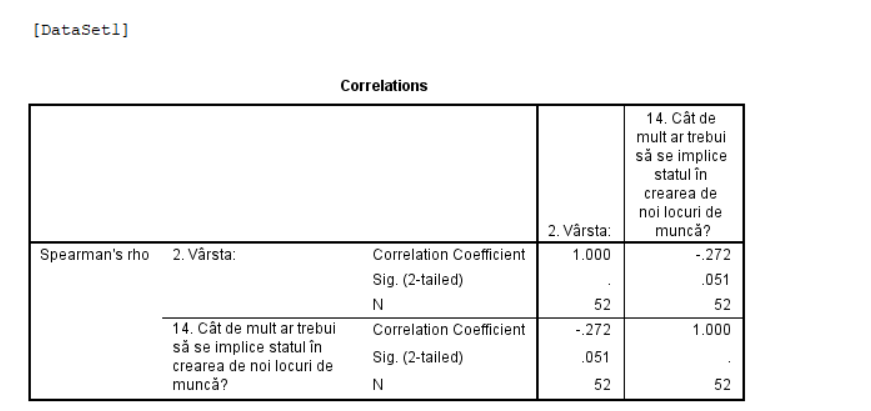 [DataSet1]
Correlations
14. Cât de
mult ar trebui
să se implice
statul în
crearea de
noi locuri de
2. Vârsta: muncă?
Spearman's rho 2. Vârsta: Correlation Coefficient 1.000 -.272
Sig. (2-tailed) . .051
N 52 52
14. Cât de mult ar trebui
să se implice statul în
crearea de noi locuri de
muncă?
Correlation Coefficient -.272 1.000
Sig. (2-tailed) .051 .
N 52 52